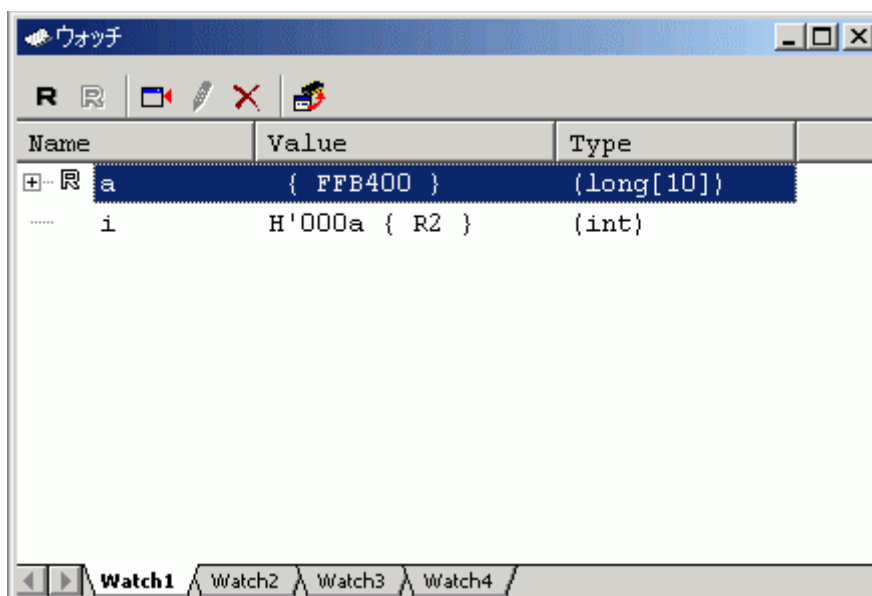 ウォッチ
R R
Name Value Type
R a { FFB400 } (long[10])
i H'000a { R2 } (int)
Watch1 Watch2 Watch3 Watch4